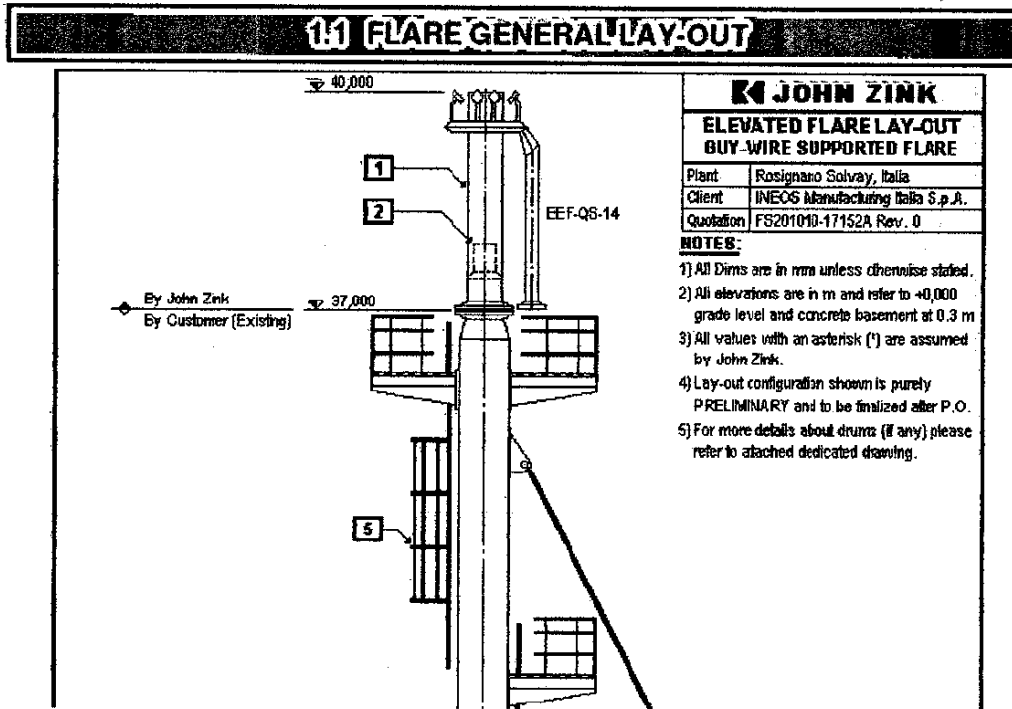 1.1 FLARE GENERAL LAY-OUT
40,000
1
2
EEF-QS-14
By John Zink
By Customer (Existing)
37,000
5
JOHN ZINK
ELEVATED FLARE LAY-OUT
GUY-WIRE SUPPORTED FLARE
Plant Rosignano Solvay, Italia
Client INEOS Manufacturing Italia S.p.A.
Quotation FS201010-17152A Rev. 0
NOTES:
1) All Dims are in mm unless otherwise stated.
2) All elevations are in m and refer to +0,000
grade level and concrete basement at 0.3 m
3) All values with an asterisk (*) are assumed
by John Zink.
4) Lay-out configuration shown is purely
PRELIMINARY and to be finalized after P.O.
5) For more details about drums (if any) please
refer to attached dedicated drawing.